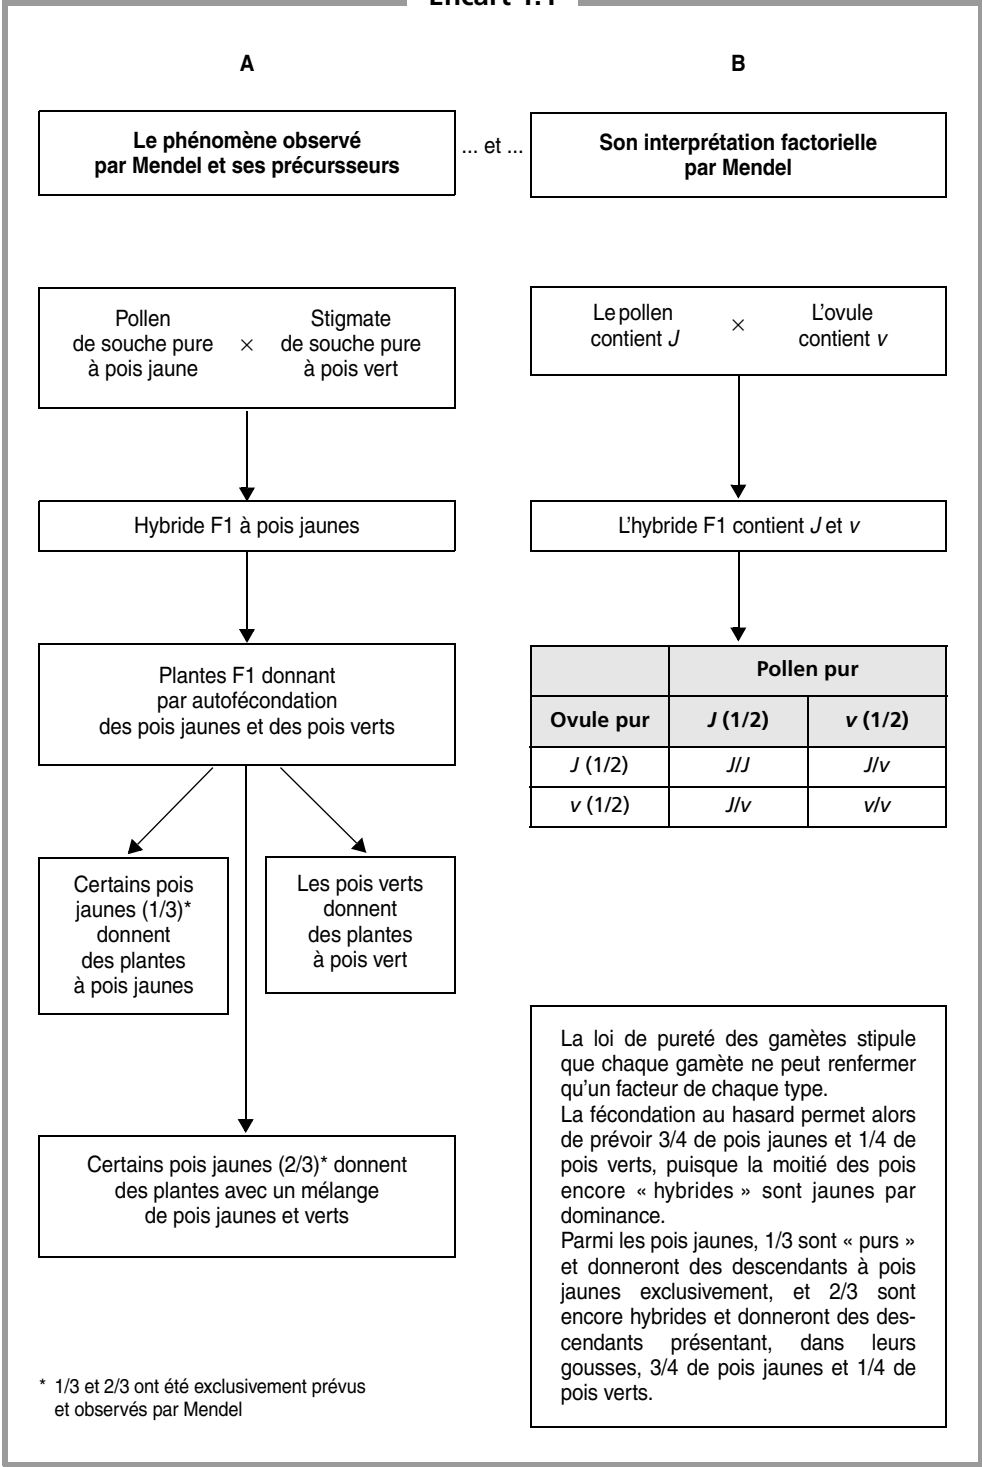 Encart 1.1
A
B
Le phénomène observé
par Mendel et ses précursseurs
... et ...
Son interprétation factorielle
par Mendel
Pollen
de souche pure
à pois jaune
×
Stigmate
de souche pure
à pois vert
Le pollen
contient J
×
L'ovule
contient v
Hybride F1 à pois jaunes
L'hybride F1 contient J et v
Plantes F1 donnant
par autofécondation
des pois jaunes et des pois verts
Pollen pur
Ovule pur J (1/2) v (1/2)
J (1/2) J/J J/v
v (1/2) J/v v/v
Certains pois
jaunes (1/3)*
donnent
des plantes
à pois jaunes
Les pois verts
donnent
des plantes
à pois vert
Certains pois jaunes (2/3)* donnent
des plantes avec un mélange
de pois jaunes et verts
La loi de pureté des gamètes stipule
que chaque gamète ne peut renfermer
qu'un facteur de chaque type.
La fécondation au hasard permet alors
de prévoir 3/4 de pois jaunes et 1/4 de
pois verts, puisque la moitié des pois
encore « hybrides » sont jaunes par
dominance.
Parmi les pois jaunes, 1/3 sont « purs »
et donneront des descendants à pois
jaunes exclusivement, et 2/3 sont
encore hybrides et donneront des des-
cendants présentant, dans leurs
gousses, 3/4 de pois jaunes et 1/4 de
pois verts.
* 1/3 et 2/3 ont été exclusivement prévus
et observés par Mendel